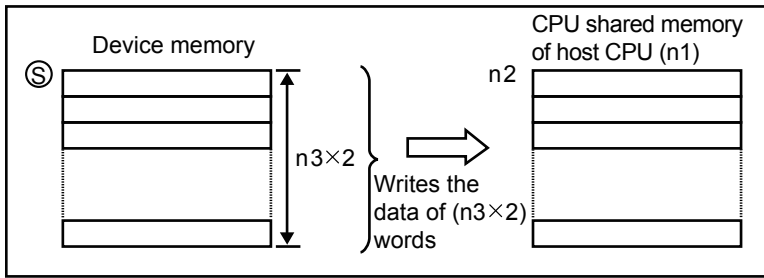 Device memory
CPU shared memory
of host CPU (n1)
Ⓢ
n2
n3×2
Writes the
data of (n3×2)
words